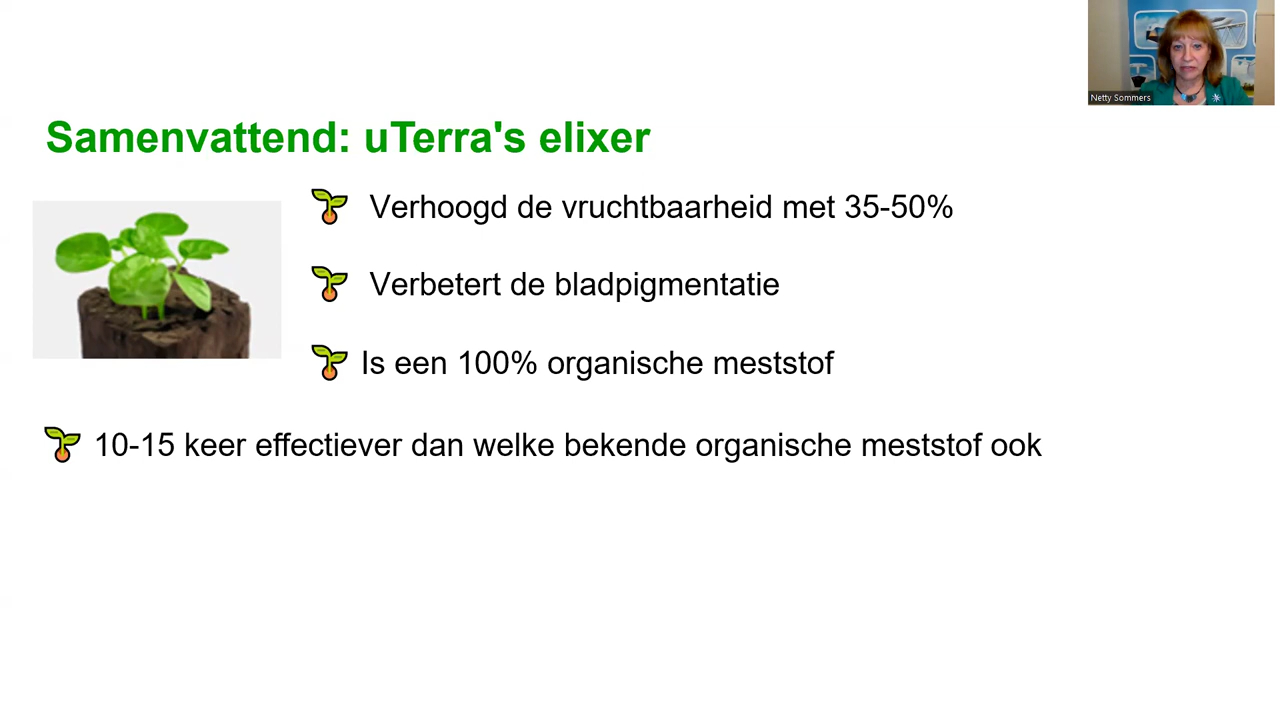 Netty Sommers
Samenvattend: uTerra's elixer
Verhoogd de vruchtbaarheid met 35-50%
Verbetert de bladpigmentatie
Is een 100% organische meststof
10-15 keer effectiever dan welke bekende organische meststof ook